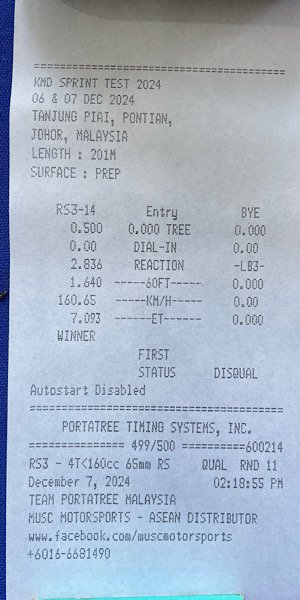 ========================================
KMD SPRINT TEST 2024
06 & 07 DEC 2024
TANJUNG PIAI, PONTIAN,
JOHOR, MALAYSIA
LENGTH : 201M
SURFACE : PREP
RS3-14 Entry BYE
0.500 0.000 TREE 0.000
0.00 DIAL-IN 0.00
2.836 REACTION -LB3-
1.640 ------60FT------ 0.000
160.65 ------KM/H------ 0.00
7.093 -------ET------- 0.000
WINNER
FIRST
STATUS DISQUAL
Autostart Disabled
========================================
PORTATREE TIMING SYSTEMS, INC.
=============== 499/500 ==========600214
RS3 - 4T<160cc 65mm RS QUAL RND 11
December 7, 2024 02:18:55 PM
TEAM PORTATREE MALAYSIA
MUSC MOTORSPORTS - ASEAN DISTRIBUTOR
www.facebook.com/muscmotorsports
+6016-6681490